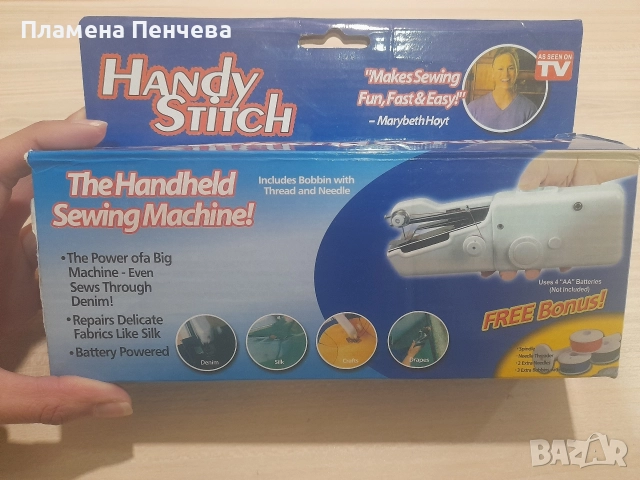 Пламена Пенчева
HANDY
STITCH
"Makes Sewing
Fun, Fast & Easy!"
– Marybeth Hoyt
AS SEEN ON
TV
The Handheld
Sewing Machine!
Includes Bobbin with
Thread and Needle
• The Power ofa Big
Machine - Even
Sews Through
Denim!
• Repairs Delicate
Fabrics Like Silk
• Battery Powered
Denim
Silk
Crafts
Drapes
Uses 4 "AA" Batteries
(Not Included)
FREE Bonus!
Needle
BAZAR